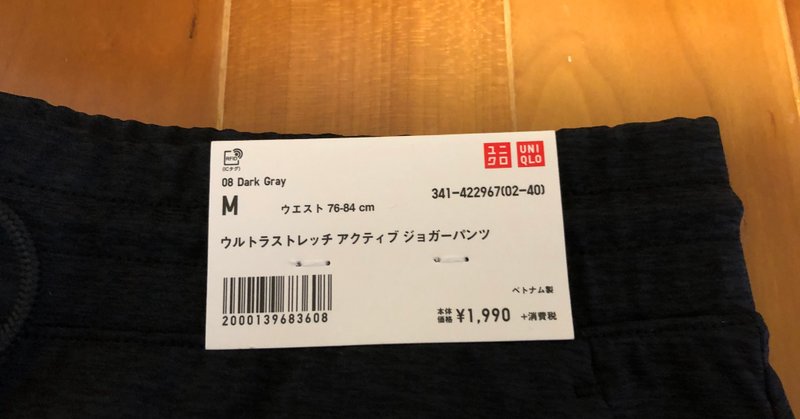 RFID
(ICタグ)
ユニクロ
UNIQLO
08 Dark Gray
M
ウエスト 76-84 cm
341-422967(02-40)
ウルトラストレッチ アクティブ ジョガーパンツ
ベトナム製
2000139683608
本体価格 ¥1,990 +消費税